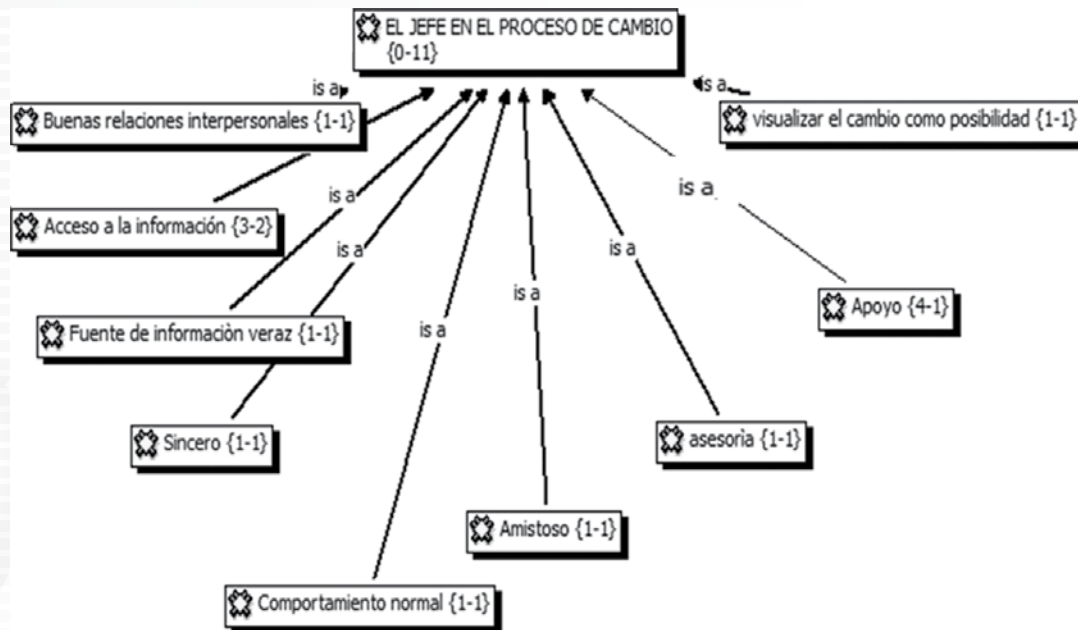 EL JEFE EN EL PROCESO DE CAMBIO
{0-11}
is a
is a
Buenas relaciones interpersonales {1-1}
visualizar el cambio como posibilidad {1-1}
is a
is a
Acceso a la información {3-2}
is a
is a
is a
Apoyo {4-1}
is a
Fuente de informaciòn veraz {1-1}
is a
Sincero {1-1}
asesorìa {1-1}
Amistoso {1-1}
Comportamiento normal {1-1}